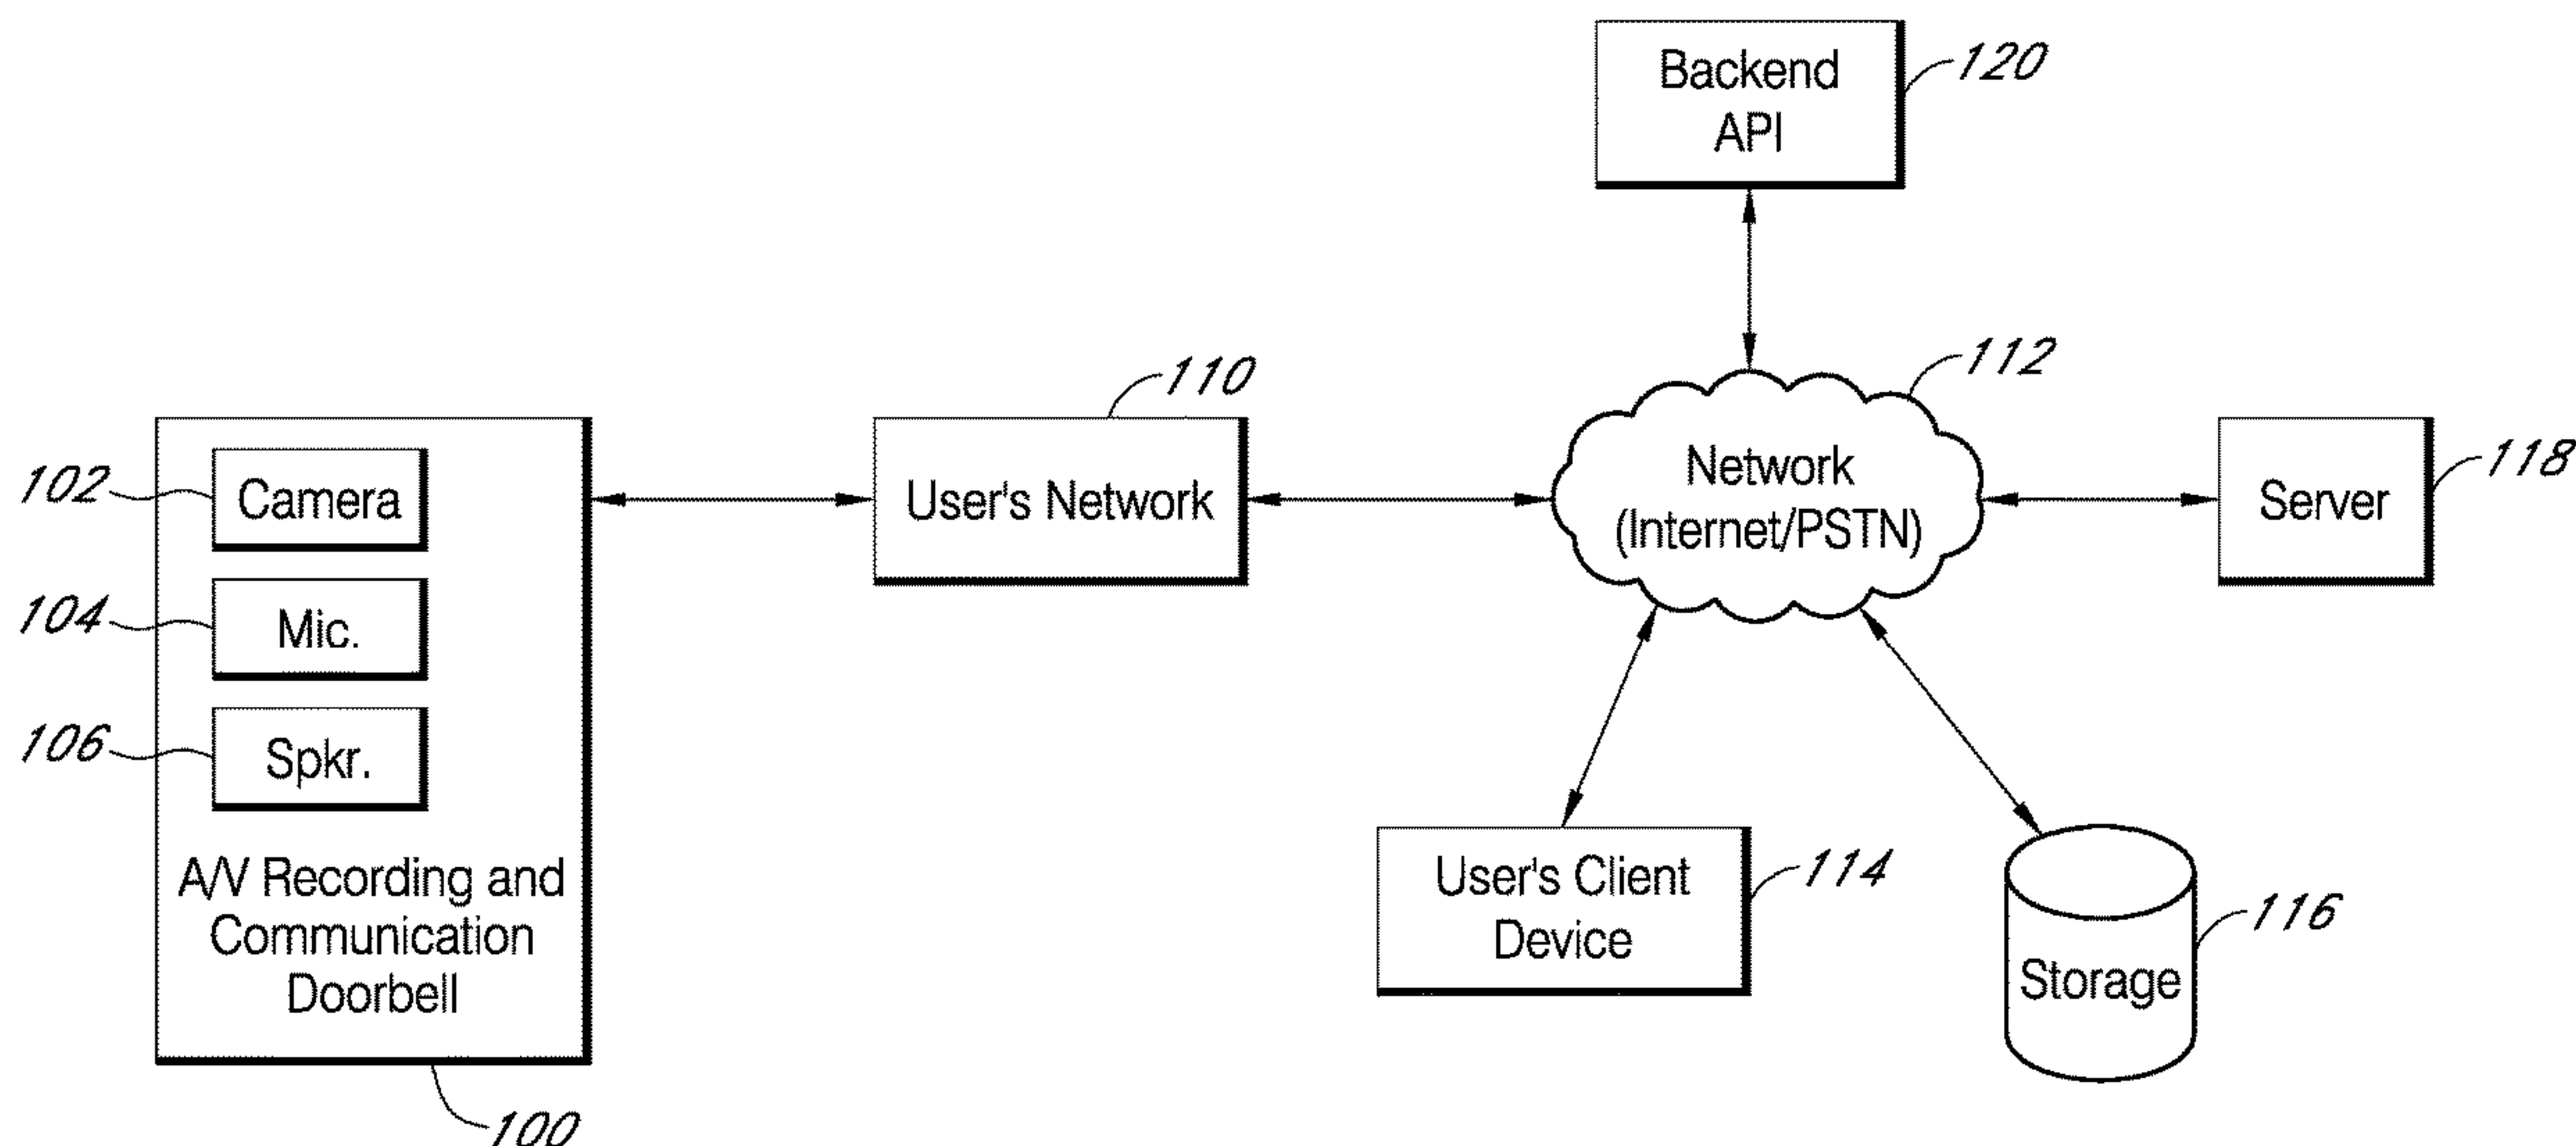 Backend
API
120
110
112
102
Camera
User's Network
Network
(Internet/PSTN)
Server
118
104
Mic.
106
Spkr.
A/V Recording and
Communication
Doorbell
User's Client
Device
114
Storage
116
100